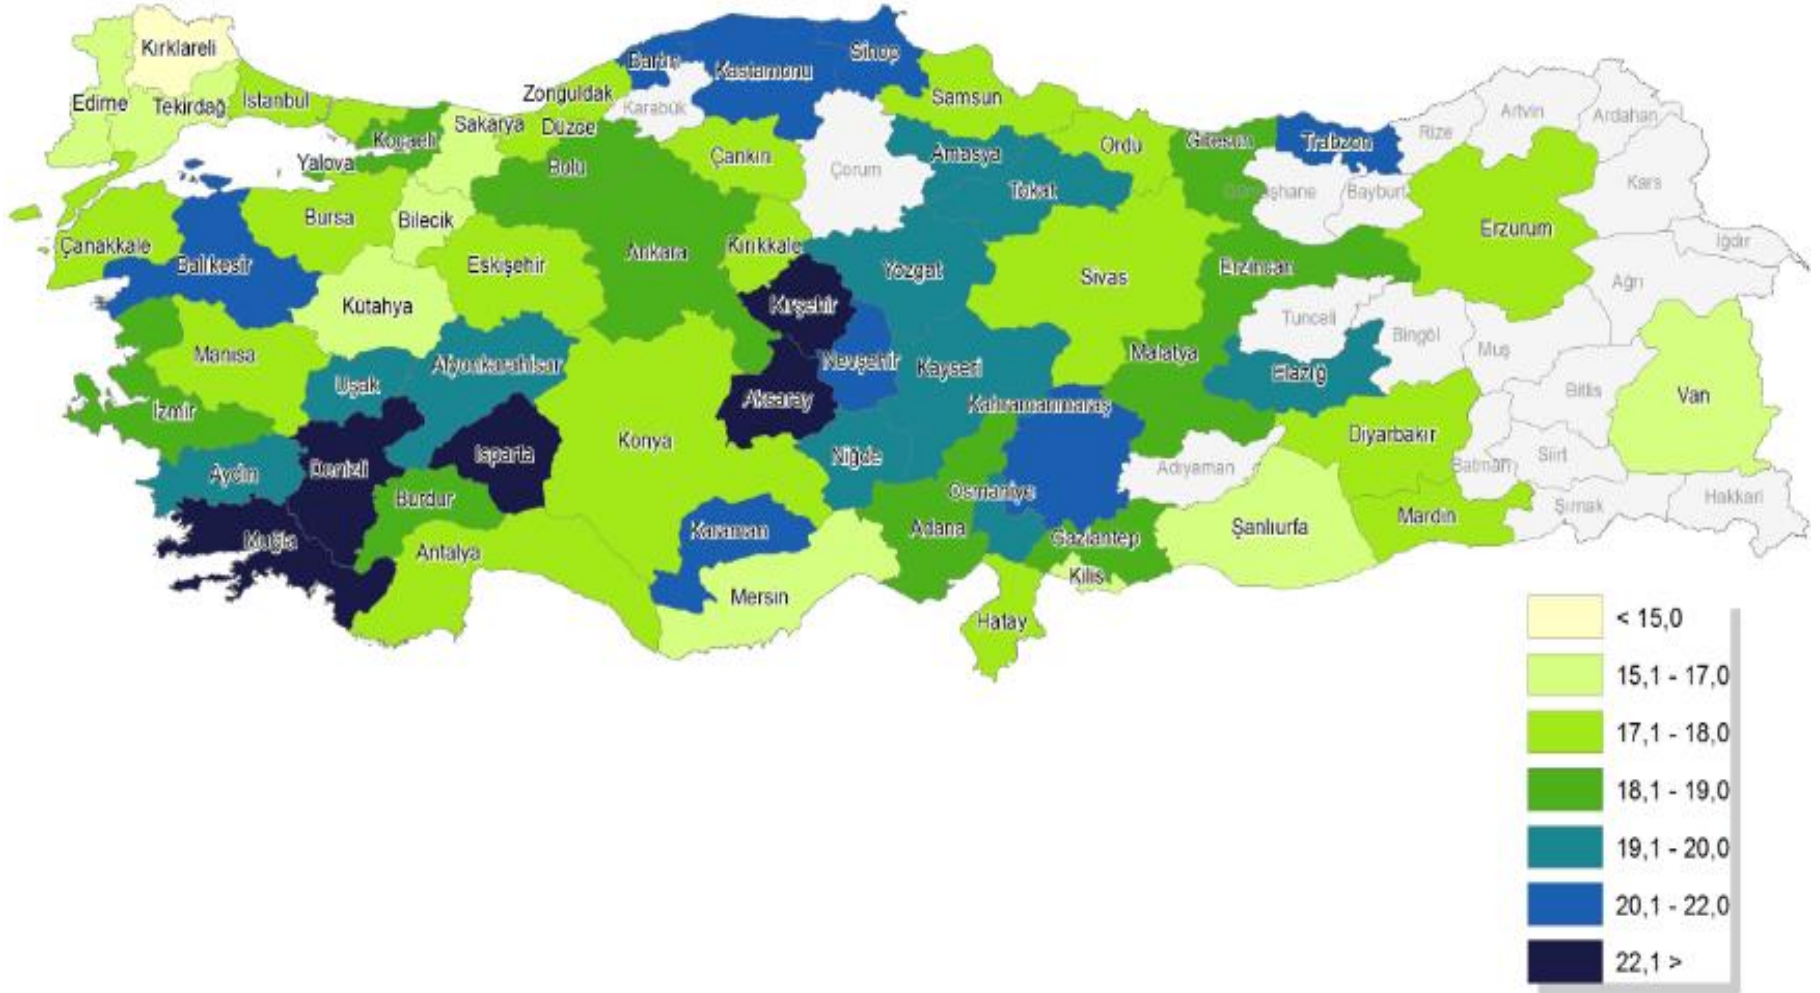 Kırklareli
Edirne
Tekirdağ
İstanbul
Kocaeli
Yalova
Sakarya
Zonguldak
Düzce
Bolu
Bartın
Karabük
Kastamonu
Sinop
Çankırı
Çorum
Samsun
Amasya
Tokat
Ordu
Giresun
Gümüşhane
Trabzon
Bayburt
Rize
Artvin
Ardahan
Kars
Iğdır
Ağrı
Erzurum
Erzincan
Çanakkale
Balıkesir
Bursa
Bilecik
Kütahya
Eskişehir
Ankara
Kırıkkale
Kırşehir
Yozgat
Sivas
Tunceli
Bingöl
Muş
Bitlis
Van
Manisa
İzmir
Uşak
Afyonkarahisar
Konya
Aksaray
Nevşehir
Kayseri
Niğde
Kahramanmaraş
Malatya
Elazığ
Diyarbakır
Batman
Siirt
Şırnak
Hakkari
Mardin
Şanlıurfa
Adıyaman
Gaziantep
Kilis
Osmaniye
Adana
Hatay
Mersin
Karaman
Antalya
Isparta
Burdur
Denizli
Aydın
Muğla
< 15,0
15,1 - 17,0
17,1 - 18,0
18,1 - 19,0
19,1 - 20,0
20,1 - 22,0
22,1 >